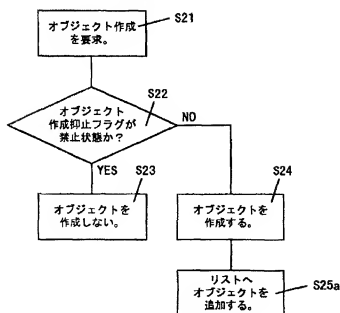 S21
オブジェクト作成
を要求。
S22
オブジェクト
作成抑止フラグが
禁止状態か？
NO
YES
S23
オブジェクトを
作成しない。
S24
オブジェクトを
作成する。
リストへ
オブジェクトを
追加する。
S25a